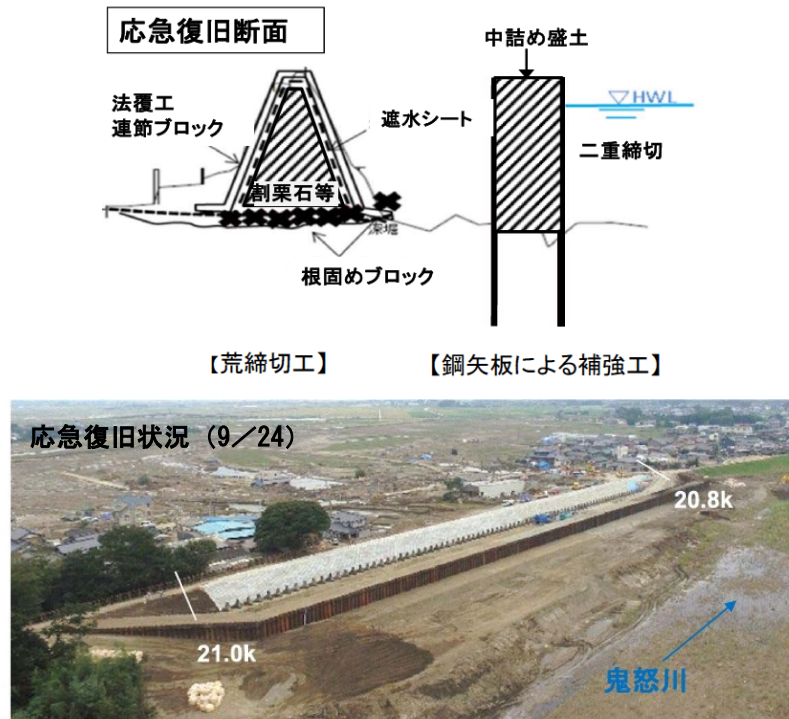 応急復旧断面
中詰め盛土
法覆工
連節ブロック
遮水シート
HWL
二重締切
割栗石等
深堀
根固めブロック
【荒締切工】
【鋼矢板による補強工】
応急復旧状況（9／24）
20.8k
21.0k
鬼怒川